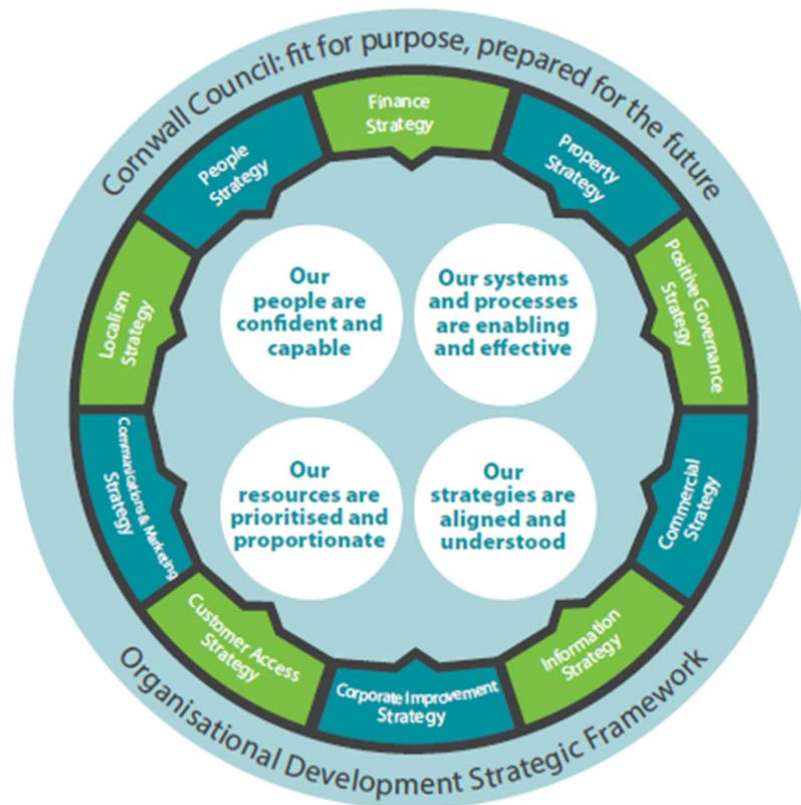 Cornwall Council: fit for purpose, prepared for the future
Finance
Strategy
Property
Strategy
Positive Governance
Strategy
Commercial
Strategy
Information
Strategy
Corporate Improvement
Strategy
Customer Access
Strategy
Communications & Marketing
Strategy
Localism
Strategy
People
Strategy
Our
people are
confident and
capable
Our systems
and processes
are enabling
and effective
Our
resources are
prioritised and
proportionate
Our
strategies are
aligned and
understood
Organisational Development Strategic Framework